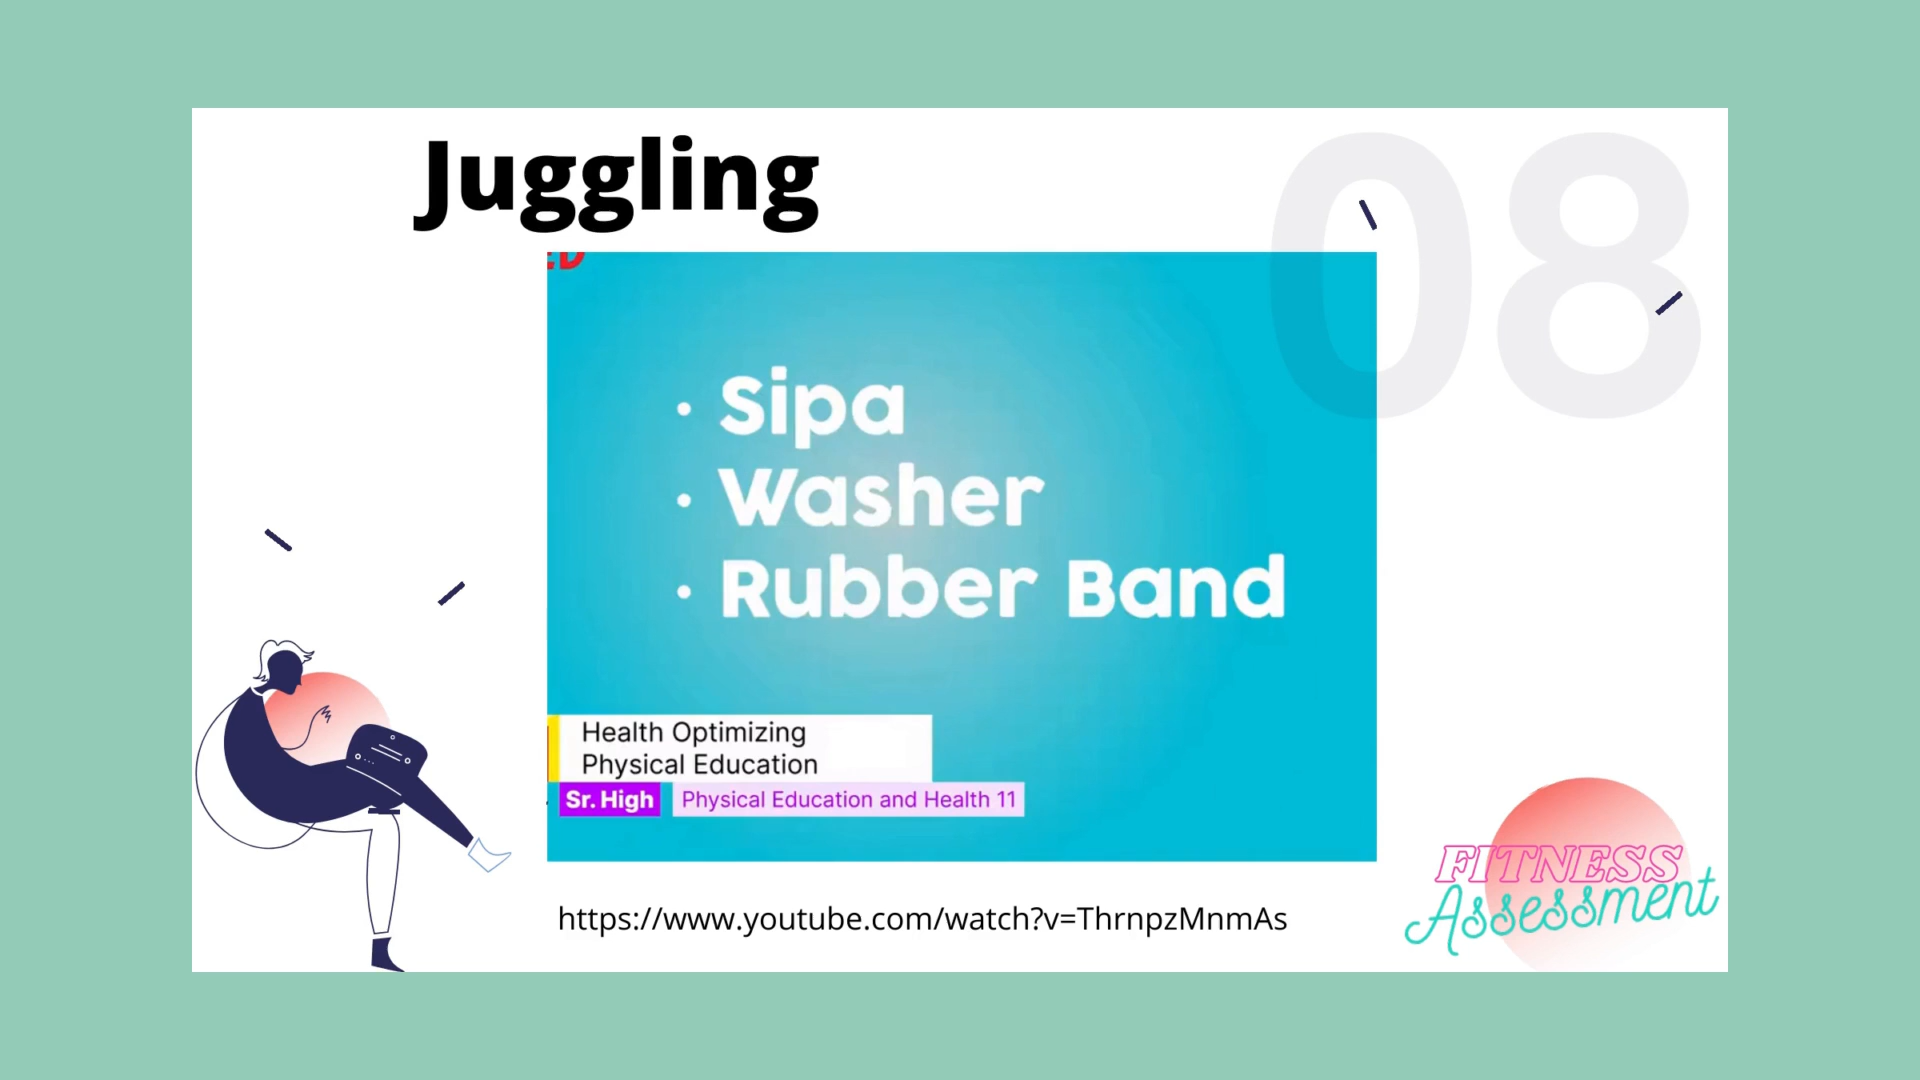 Juggling
08
ED
• Sipa
• Washer
• Rubber Band
Health Optimizing
Physical Education
Sr. High Physical Education and Health 11
https://www.youtube.com/watch?v=ThrnpzMnmAs
FITNESS
Assessment